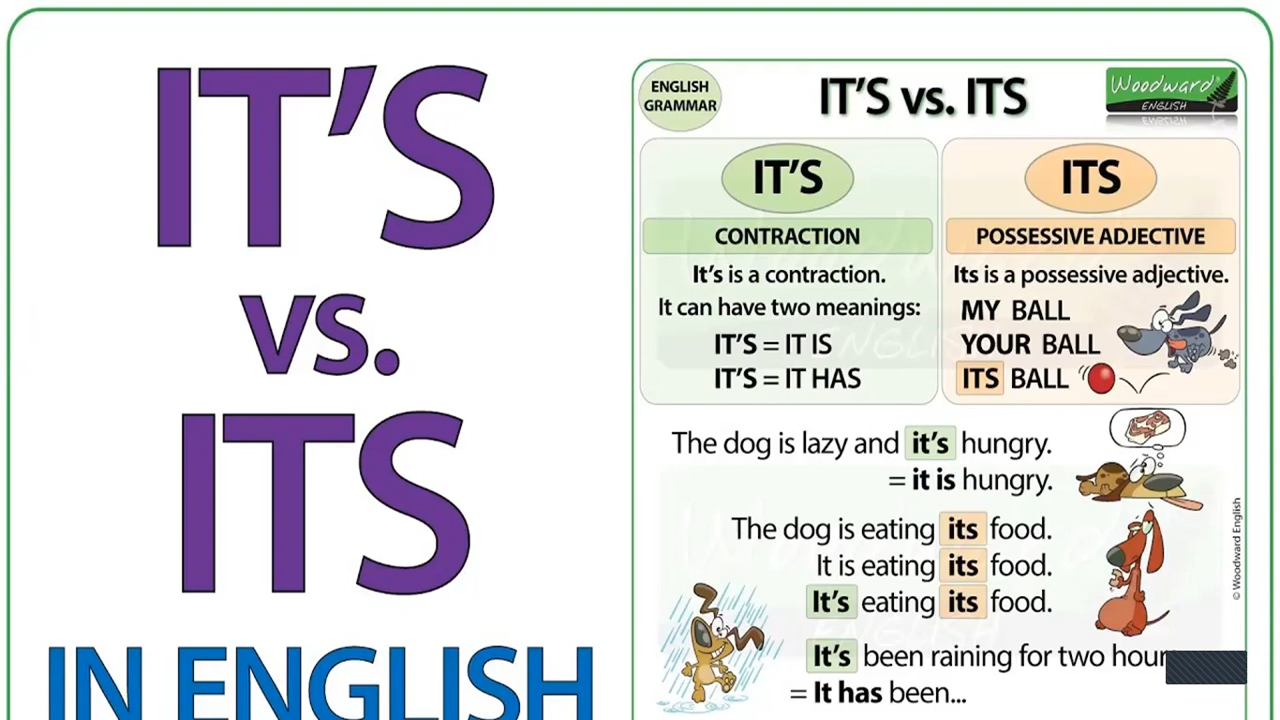 IT'S
vs.
ITS
IN ENGLISH
ENGLISH
GRAMMAR
IT'S vs. ITS
Woodward®
ENGLISH
IT'S
CONTRACTION
It's is a contraction.
It can have two meanings:
IT'S = IT IS
IT'S = IT HAS
ITS
POSSESSIVE ADJECTIVE
Its is a possessive adjective.
MY BALL
YOUR BALL
ITS BALL
The dog is lazy and it's hungry.
= it is hungry.
The dog is eating its food.
It is eating its food.
It's eating its food.
It's been raining for two
= It has been...
© Woodward English